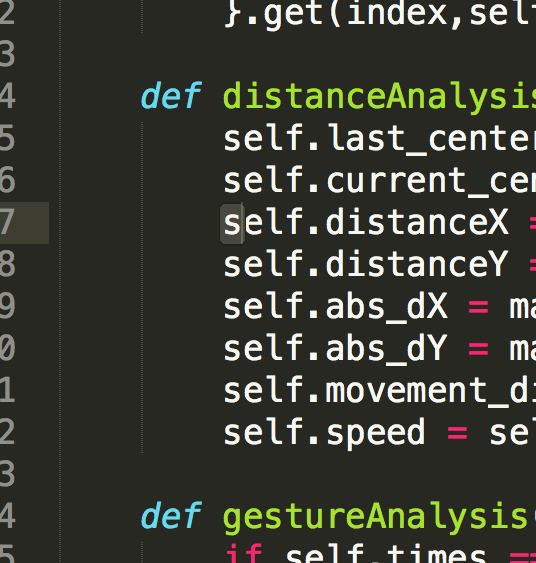 2 }.get(index,self
3
4 def distanceAnalysis
5 self.last_center
6 self.current_cen
7 self.distanceX =
8 self.distanceY =
9 self.abs_dX = ma
0 self.abs_dY = ma
1 self.movement_di
2 self.speed = sel
3
4 def gestureAnalysis(
5 if self.times ==